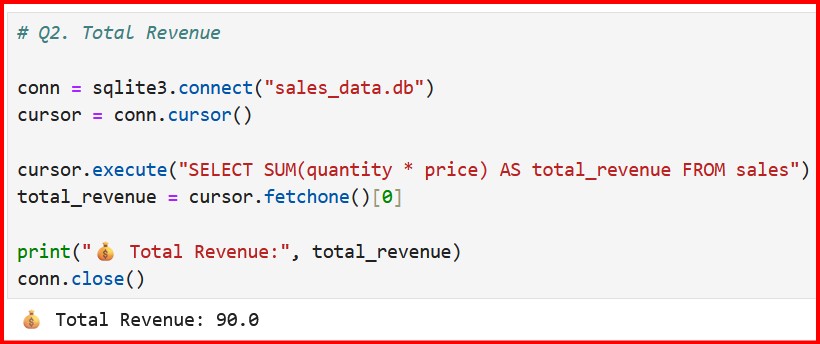 # Q2. Total Revenue
conn = sqlite3.connect("sales_data.db")
cursor = conn.cursor()
cursor.execute("SELECT SUM(quantity * price) AS total_revenue FROM sales")
total_revenue = cursor.fetchone()[0]
print("💰 Total Revenue:", total_revenue)
conn.close()
💰 Total Revenue: 90.0